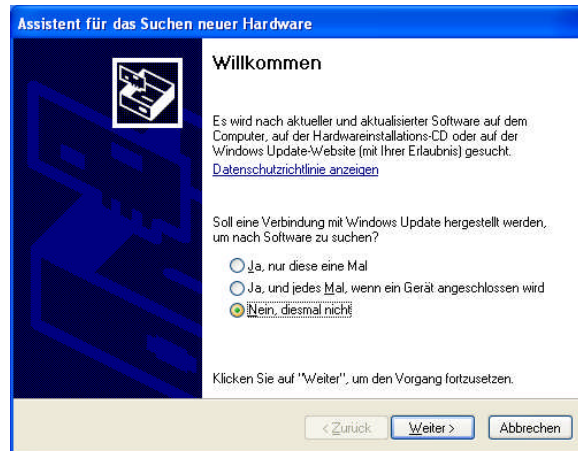 Assistent für das Suchen neuer Hardware
Willkommen
Es wird nach aktueller und aktualisierter Software auf dem
Computer, auf der Hardwareinstallations-CD oder auf der
Windows Update-Website (mit Ihrer Erlaubnis) gesucht.
Datenschutzrichtlinie anzeigen
Soll eine Verbindung mit Windows Update hergestellt werden,
um nach Software zu suchen?
Ja, nur diese eine Mal
Ja, und jedes Mal, wenn ein Gerät angeschlossen wird
Nein, diesmal nicht
Klicken Sie auf "Weiter", um den Vorgang fortzusetzen.
< Zurück Weiter > Abbrechen